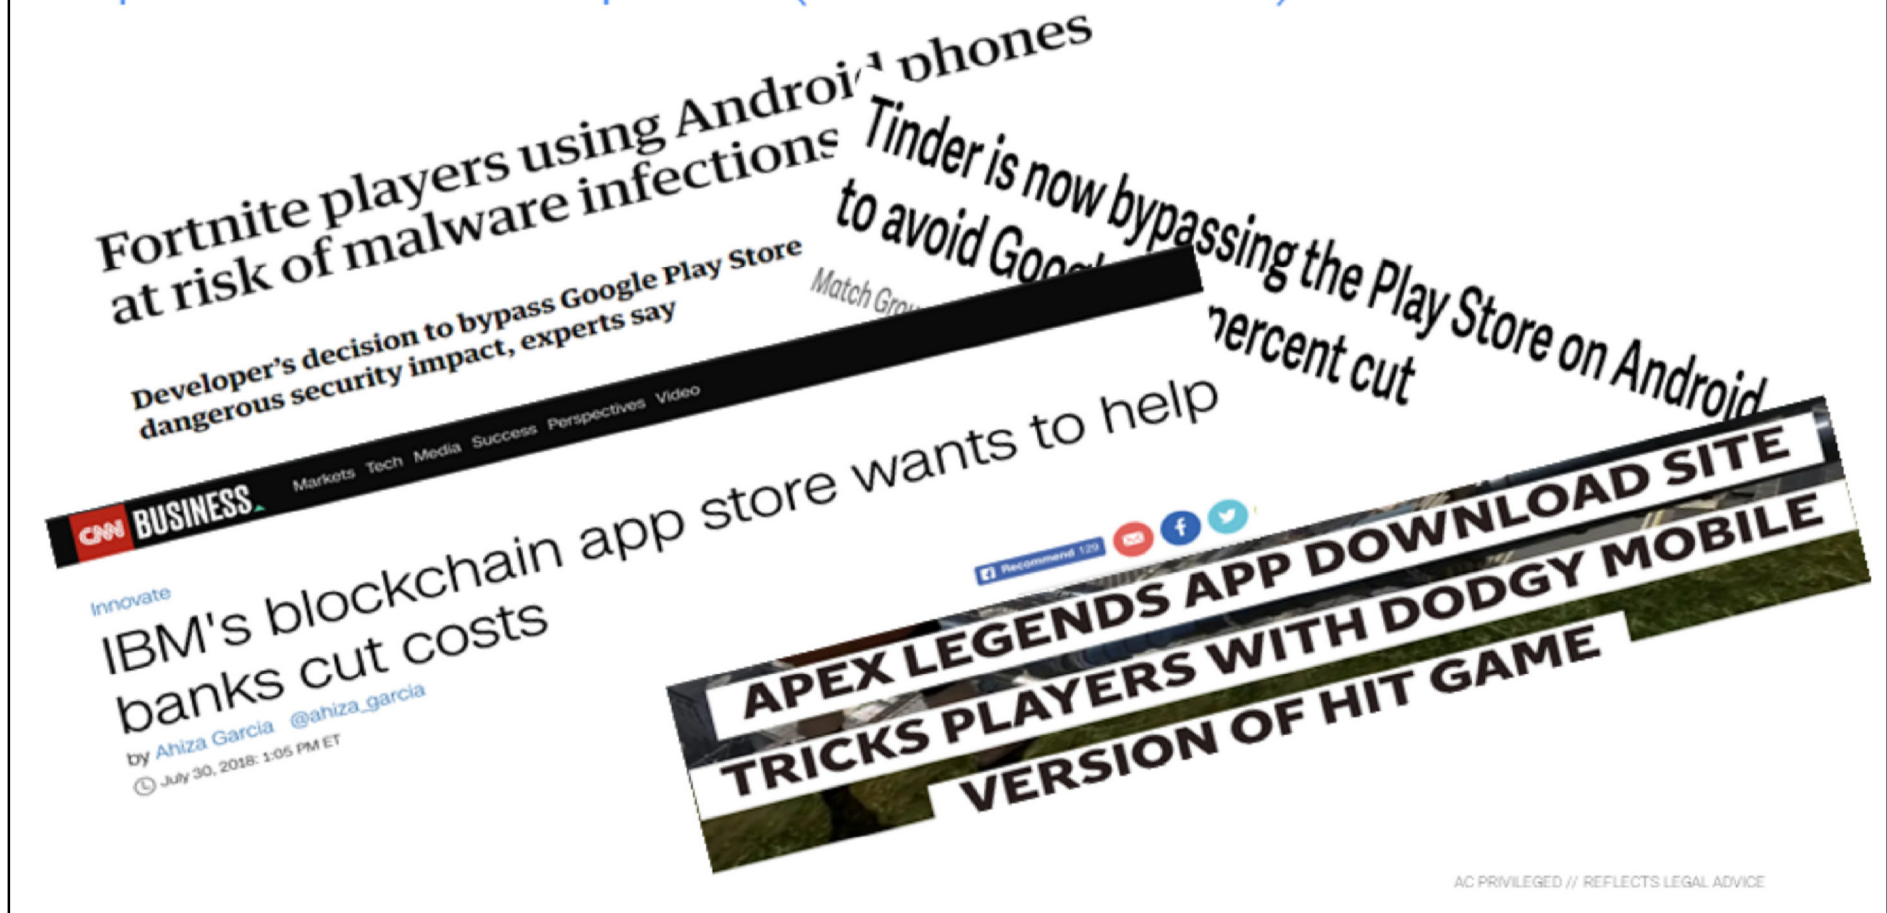 Fortnite players using Android phones
at risk of malware infections
Developer's decision to bypass Google Play Store
dangerous security impact, experts say
Tinder is now bypassing the Play Store on Android
to avoid
percent cut
Match
CNN BUSINESS Markets Tech Media Success Perspectives Video
Innovate
IBM's blockchain app store wants to help
banks cut costs
by Ahiza Garcia @ahiza_garcia
July 30, 2018: 1:05 PM ET
Recommend 129
APEX LEGENDS APP DOWNLOAD SITE
TRICKS PLAYERS WITH DODGY MOBILE
VERSION OF HIT GAME
AC PRIVILEGED // REFLECTS LEGAL ADVICE